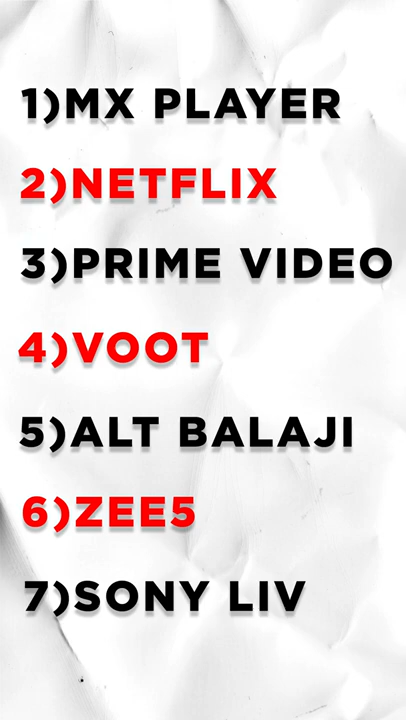 1)MX PLAYER
2)NETFLIX
3)PRIME VIDEO
4)VOOT
5)ALT BALAJI
6)ZEE5
7)SONY LIV